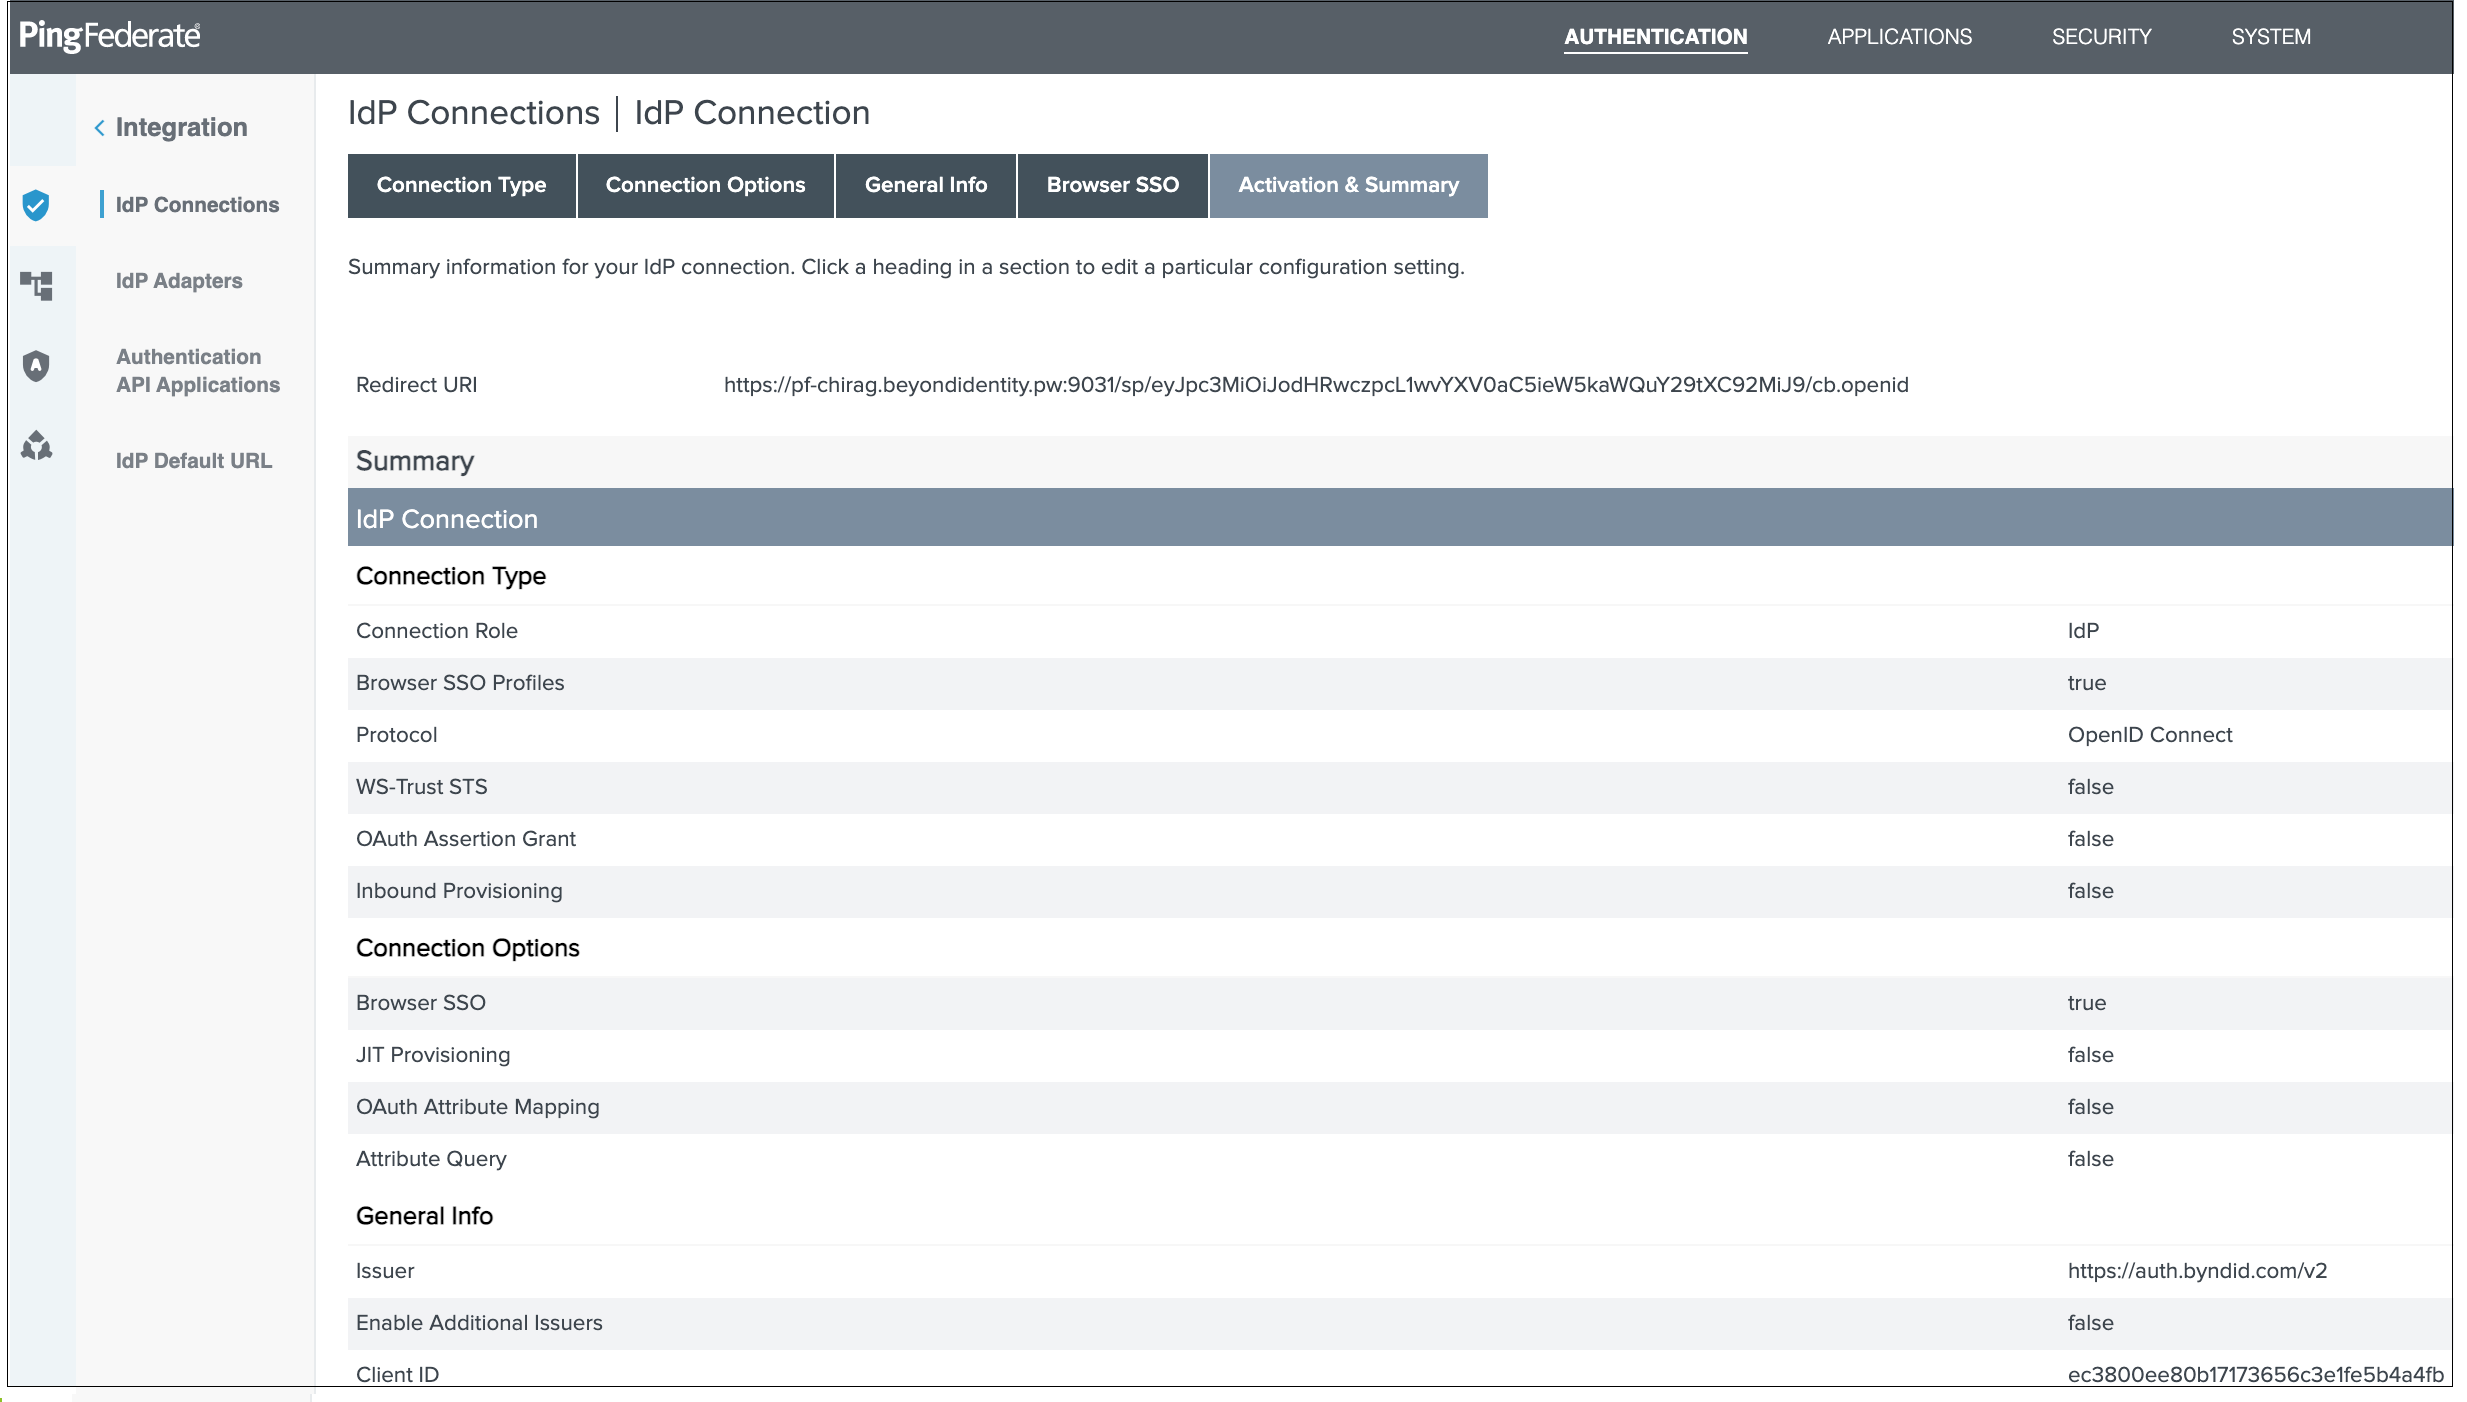 PingFederate
AUTHENTICATION APPLICATIONS SECURITY SYSTEM
Integration
IdP Connections
IdP Adapters
Authentication
API Applications
IdP Default URL
IdP Connections | IdP Connection
Connection Type Connection Options General Info Browser SSO Activation & Summary
Summary information for your IdP connection. Click a heading in a section to edit a particular configuration setting.
Redirect URI https://pf-chirag.beyondidentity.pw:9031/sp/eyJpc3MiOiJodHRwczpcL1wvYXV0aC5ieW5kaWQuY29tXC92MiJ9/cb.openid
Summary
IdP Connection
Connection Type
Connection Role IdP
Browser SSO Profiles true
Protocol OpenID Connect
WS-Trust STS false
OAuth Assertion Grant false
Inbound Provisioning false
Connection Options
Browser SSO true
JIT Provisioning false
OAuth Attribute Mapping false
Attribute Query false
General Info
Issuer https://auth.byndid.com/v2
Enable Additional Issuers false
Client ID ec3800ee80b17173656c3e1fe5b4a4fb